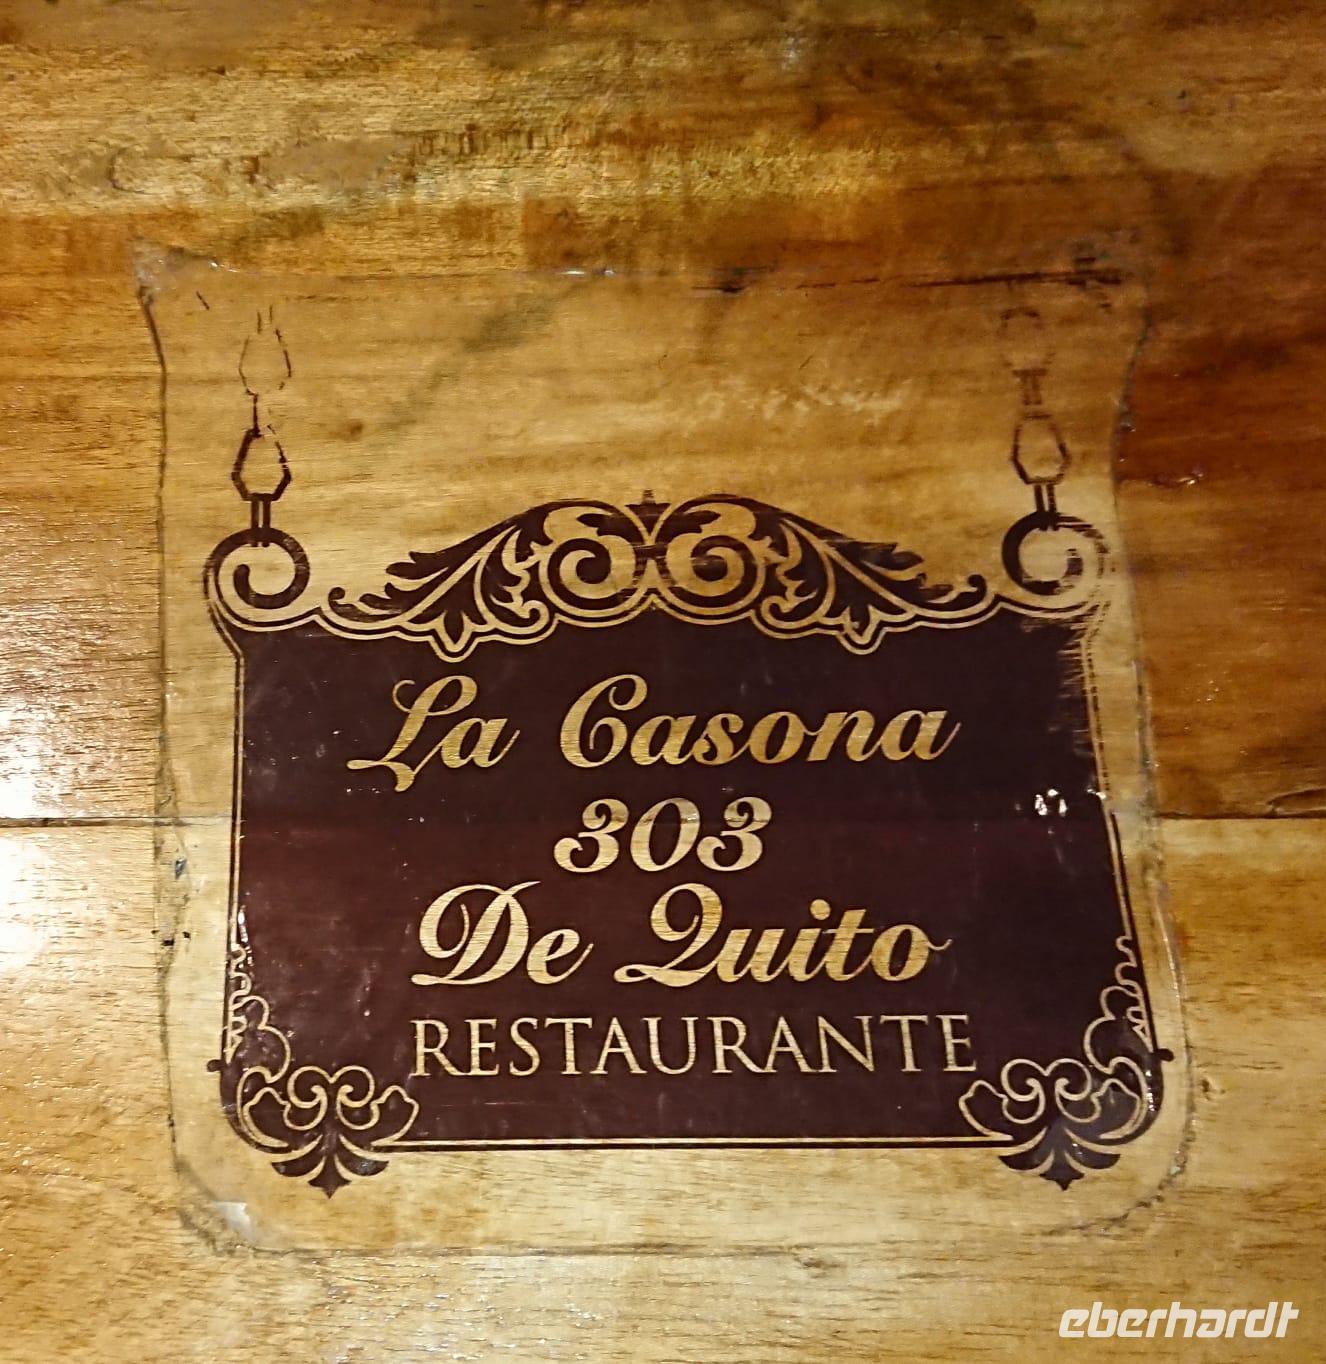 La Casona
303
De Quito
RESTAURANTE
eberhardt